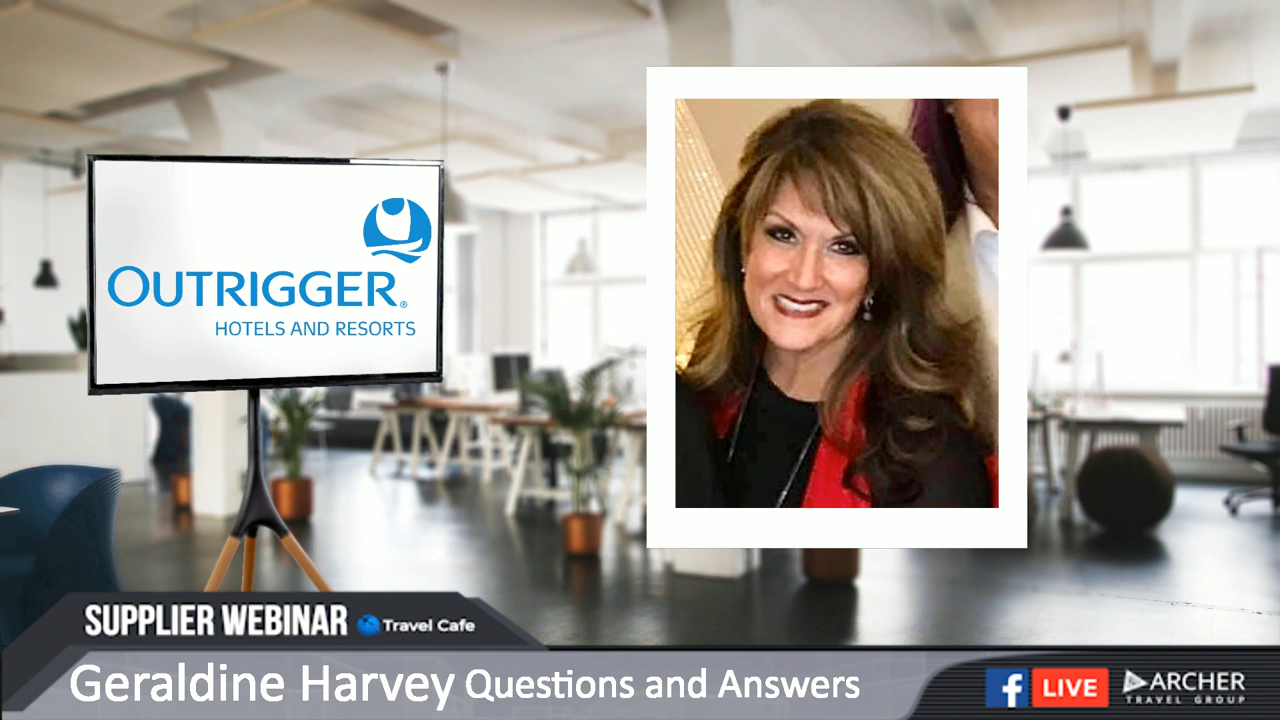 OUTRIGGER®
HOTELS AND RESORTS
SUPPLIER WEBINAR Travel Cafe
Geraldine Harvey Questions and Answers
f LIVE ARCHER
TRAVEL GROUP